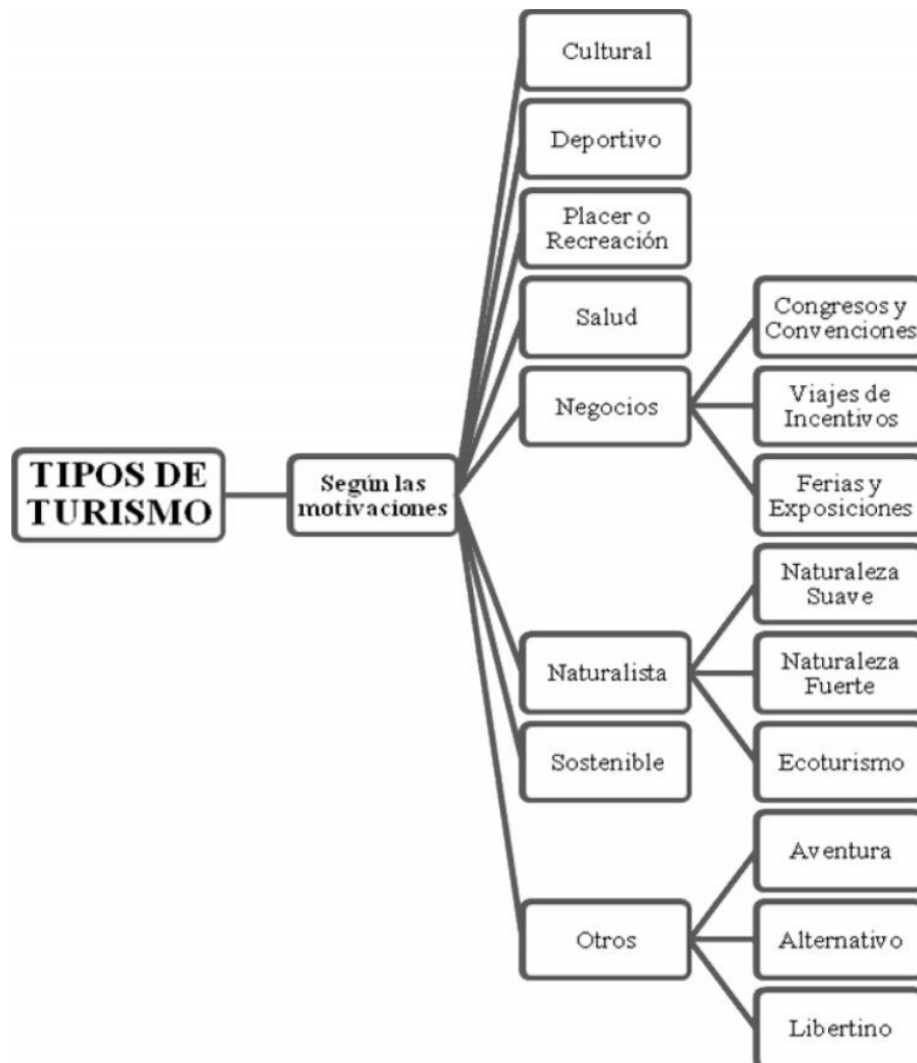 Cultural
Deportivo
Placer o
Recreación
Salud
Negocios
Congresos y
Convenciones
Viajes de
Incentivos
Ferias y
Exposiciones
TIPOS DE
TURISMO
Según las
motivaciones
Naturalista
Naturaleza
Suave
Naturaleza
Fuerte
Ecoturismo
Sostenible
Otros
Aventura
Alternativo
Libertino